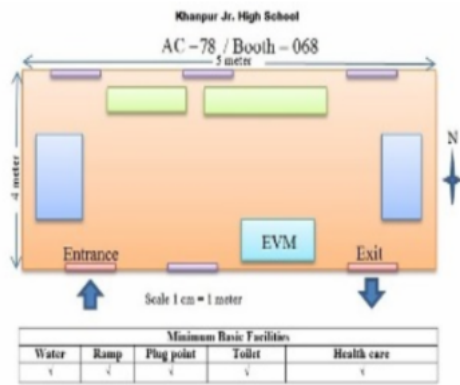 Khanpur Jr. High School
AC – 78 / Booth – 068
5 meter
4 meter
N
EVM
Entrance
Exit
Scale 1 cm = 1 meter
Minimum Basic Facilities
Water Ramp Plug point Toilet Health care
√ √ √ √ √